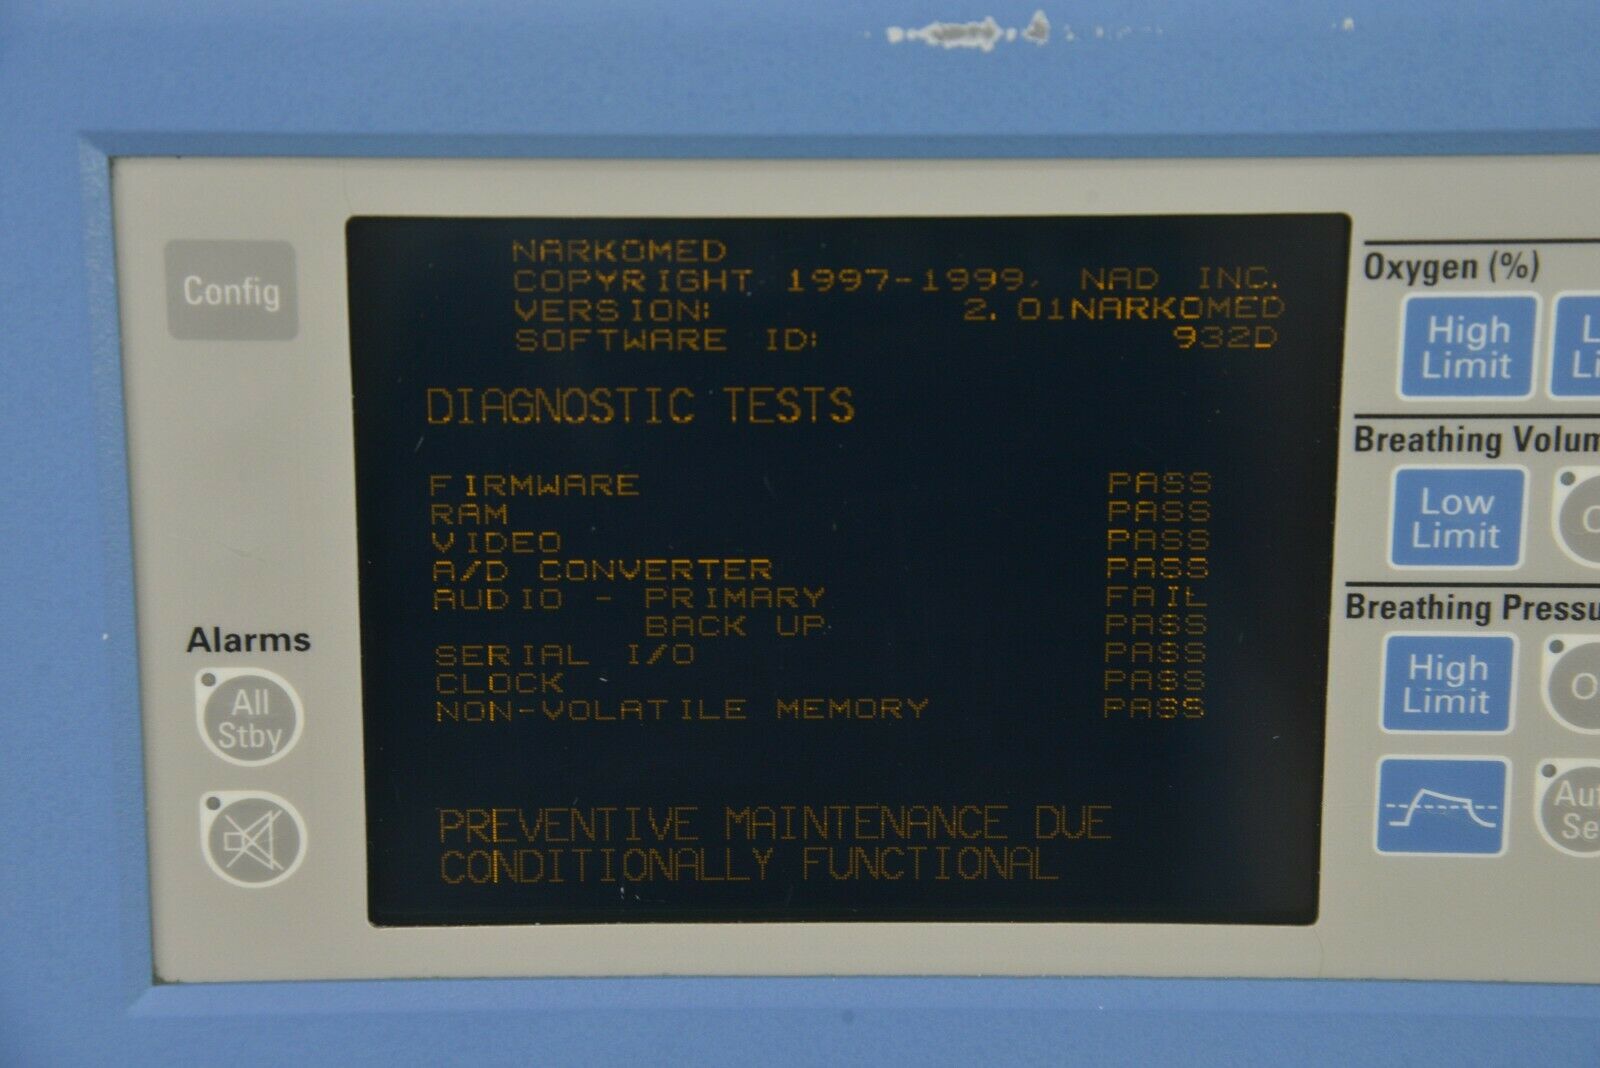 NARKOMED
COPYRIGHT 1997-1999, NAD INC.
VERSION: 2.01NARKOMED
SOFTWARE ID: 932D
DIAGNOSTIC TESTS
FIRMWARE PASS
RAM PASS
VIDEO PASS
A/D CONVERTER PASS
AUDIO - PRIMARY FAIL
BACK UP PASS
SERIAL I/O PASS
CLOCK PASS
NON-VOLATILE MEMORY PASS
PREVENTIVE MAINTENANCE DUE
CONDITIONALLY FUNCTIONAL
Config
Alarms
All
Stby
Oxygen (%)
High
Limit
Breathing
Low
Limit
Breathing
High
Limit